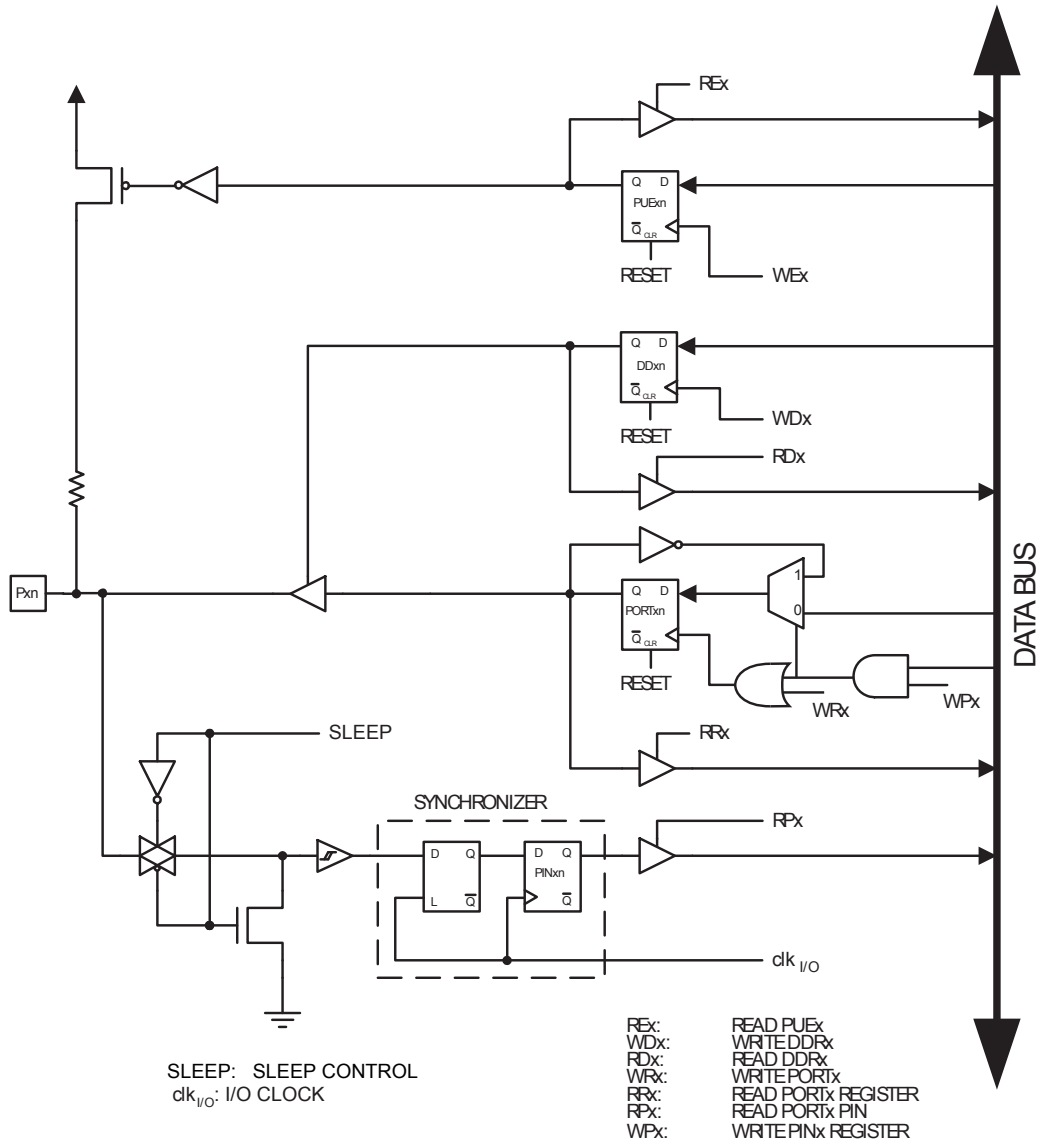 REx
Q D
PUExn
Q CLR
RESET
WEx
Q D
DDxn
Q CLR
RESET
WDx
RDx
DATA BUS
Pxn
1
0
Q D
PORTxn
Q CLR
RESET
WRx
WPx
SLEEP
RRx
SYNCHRONIZER
RPx
D Q
L Q
D Q
PINxn
Q
clk I/O
SLEEP: SLEEP CONTROL
clkI/O: I/O CLOCK
REx: READ PUEx
WDx: WRITE DDRx
RDx: READ DDRx
WRx: WRITE PORTx
RRx: READ PORTx REGISTER
RPx: READ PORTx PIN
WPx: WRITE PINx REGISTER